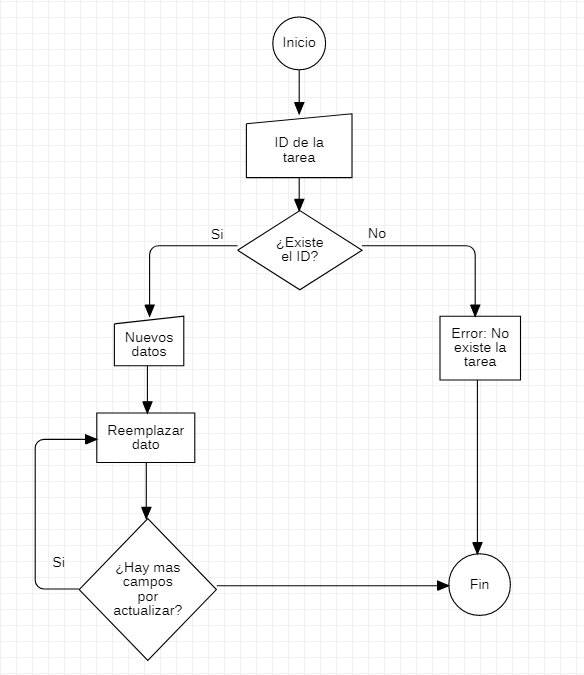 Inicio
ID de la
tarea
Si
No
¿Existe
el ID?
Nuevos
datos
Error: No
existe la
tarea
Reemplazar
dato
Si
¿Hay mas
campos
por
actualizar?
Fin